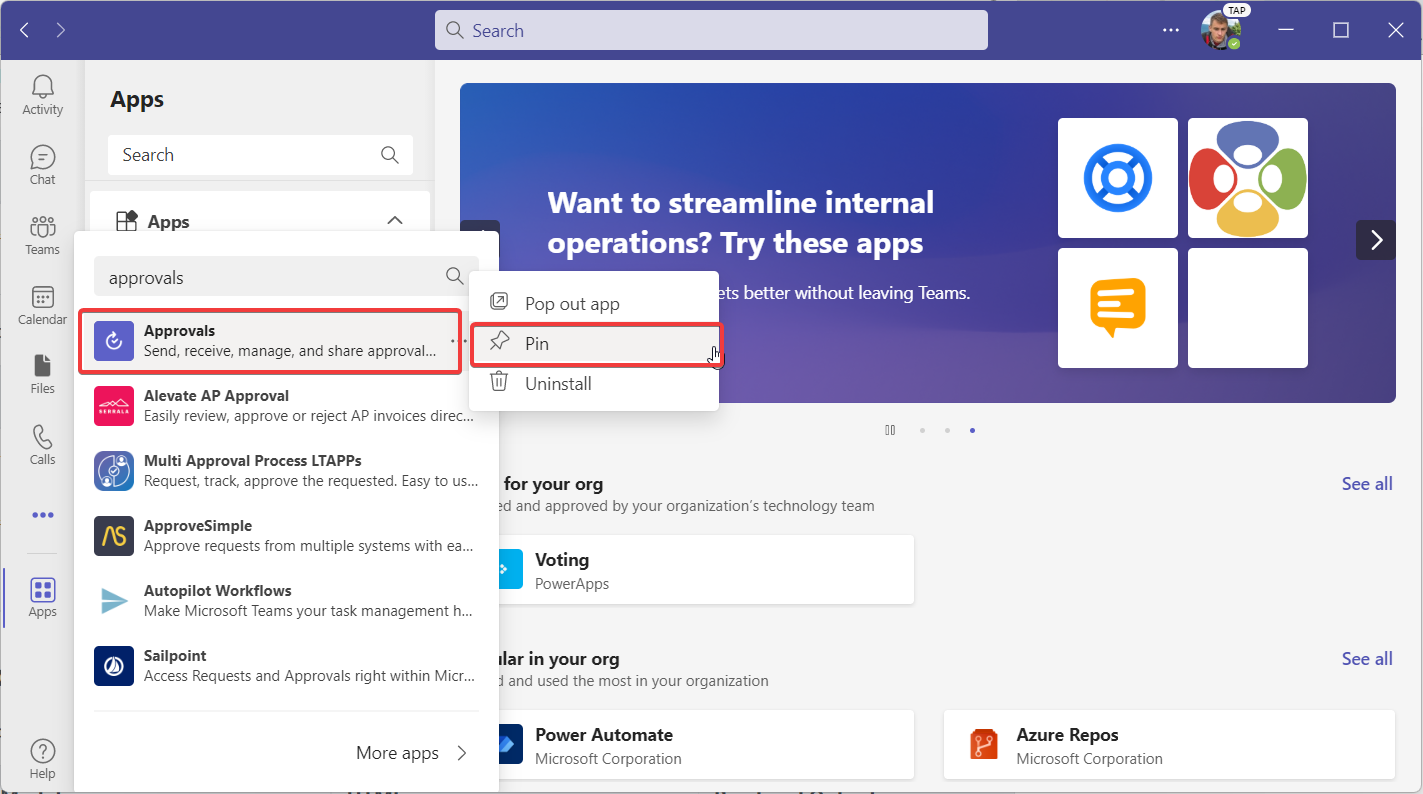 Search
TAP
Activity
Chat
Teams
Calendar
Files
Calls
Apps
Help
Apps
Search
Apps
approvals
Approvals
Send, receive, manage, and share approval...
Alevate AP Approval
Easily review, approve or reject AP invoices direc...
SERRALA
Multi Approval Process LTAPPs
Request, track, approve the requested. Easy to us...
ApproveSimple
Approve requests from multiple systems with ea...
AS
Autopilot Workflows
Make Microsoft Teams your task management h...
Sailpoint
Access Requests and Approvals right within Micr...
More apps
Pop out app
Pin
Uninstall
Want to streamline internal
operations? Try these apps
ets better without leaving Teams.
for your org
See all
ed and approved by your organization's technology team
Voting
PowerApps
ular in your org
See all
d and used the most in your organization
Power Automate
Microsoft Corporation
Azure Repos
Microsoft Corporation